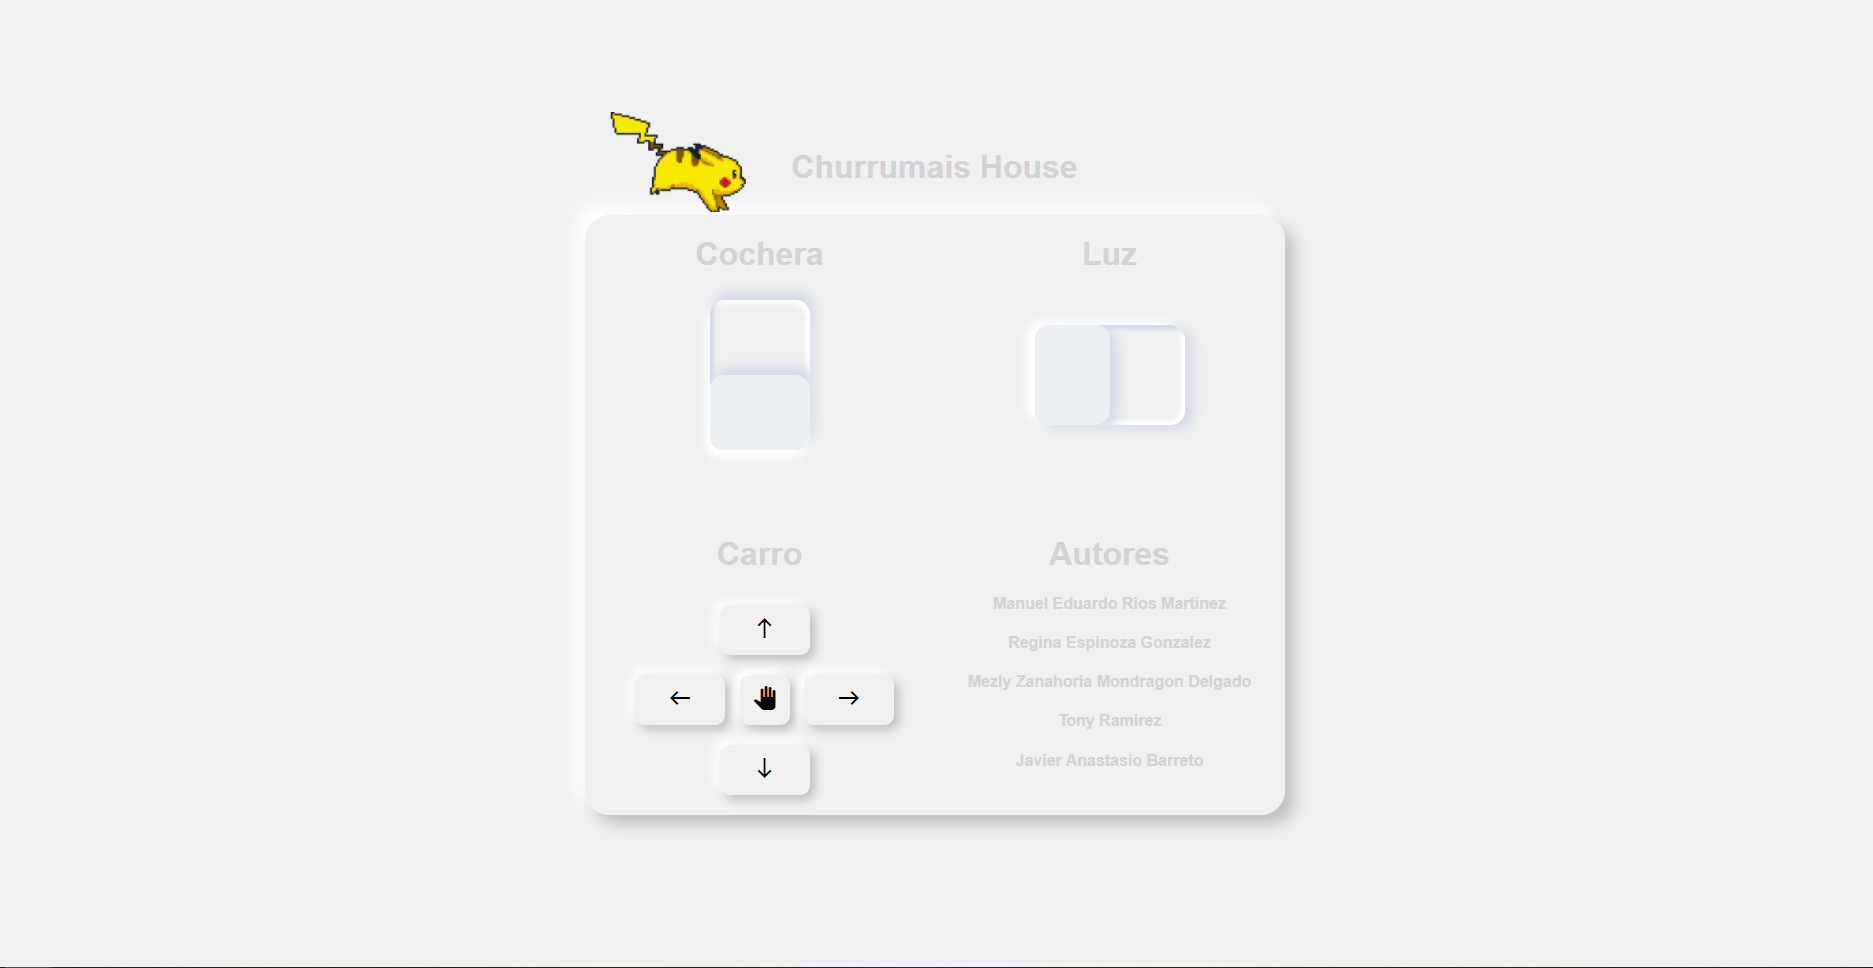 Churrumais House
Cochera
Luz
Carro
Autores
Manuel Eduardo Rios Martinez
Regina Espinoza Gonzalez
Mezly Zanahoria Mondragon Delgado
Tony Ramirez
Javier Anastasio Barreto